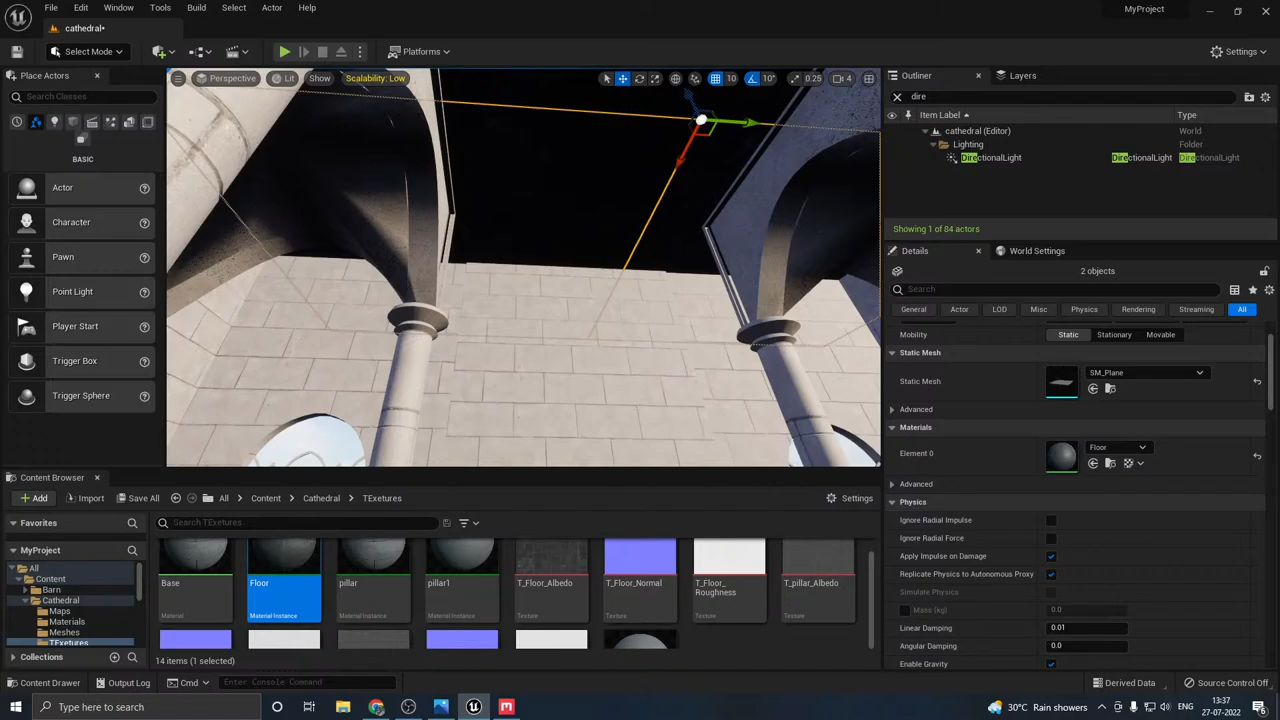 File Edit Window Tools Build Select Actor Help
MyProject
cathedral*
Select Mode
Platforms
Settings
Place Actors
Search Classes
BASIC
Actor
Character
Pawn
Point Light
Player Start
Trigger Box
Trigger Sphere
Perspective Lit Show Scalability: Low
10 10° 0.25 4
Outliner Layers
dire
Item Label Type
cathedral (Editor) World
Lighting Folder
DirectionalLight DirectionalLight DirectionalLight
Showing 1 of 84 actors
Details World Settings
2 objects
Search
General Actor LOD Misc Physics Rendering Streaming All
Mobility Static Stationary Movable
Static Mesh
Static Mesh SM_Plane
Advanced
Materials
Element 0 Floor
Advanced
Physics
Ignore Radial Impulse
Ignore Radial Force
Apply Impulse on Damage
Replicate Physics to Autonomous Proxy
Simulate Physics
Mass (kg) 0.0
Linear Damping 0.01
Angular Damping 0.0
Enable Gravity
Content Browser
Add Import Save All All Content Cathedral TExetures Settings
Favorites
Search TExetures
MyProject
All
Content
Barn
Cathedral
Maps
Materials
Meshes
TExetures
Collections
Base
Material
Floor
Material Instance
pillar
Material Instance
pillar1
Material Instance
T_Floor_Albedo
Texture
T_Floor_Normal
Texture
T_Floor_
Roughness
Texture
T_pillar_Albedo
Texture
14 items (1 selected)
Content Drawer Output Log Cmd Enter Console Command Derived Data Source Control Off
Type here to search
30°C Rain showers
ENG
13:37
27-07-2022
6